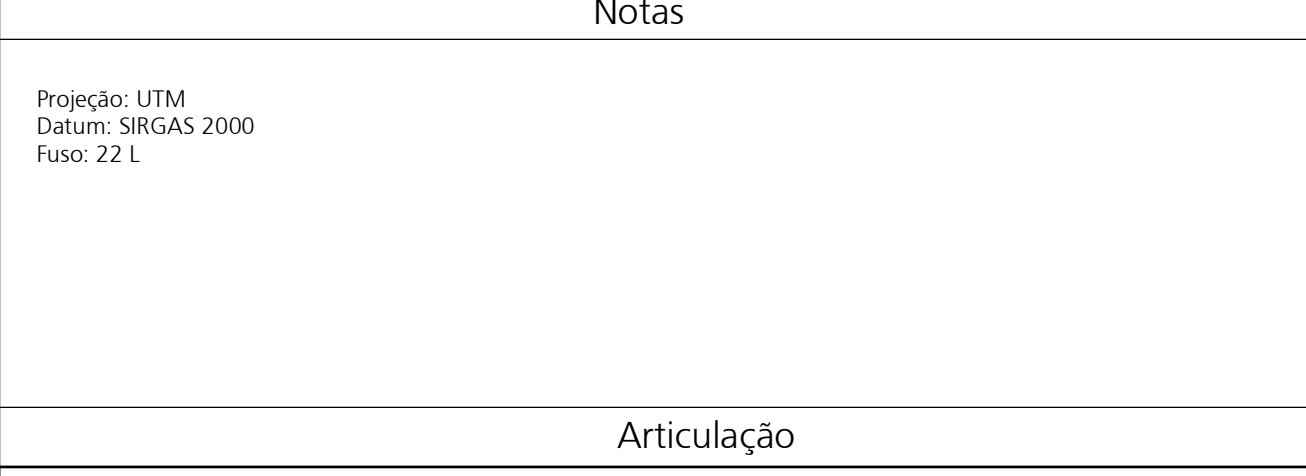 Notas
Projeção: UTM
Datum: SIRGAS 2000
Fuso: 22 L
Articulação